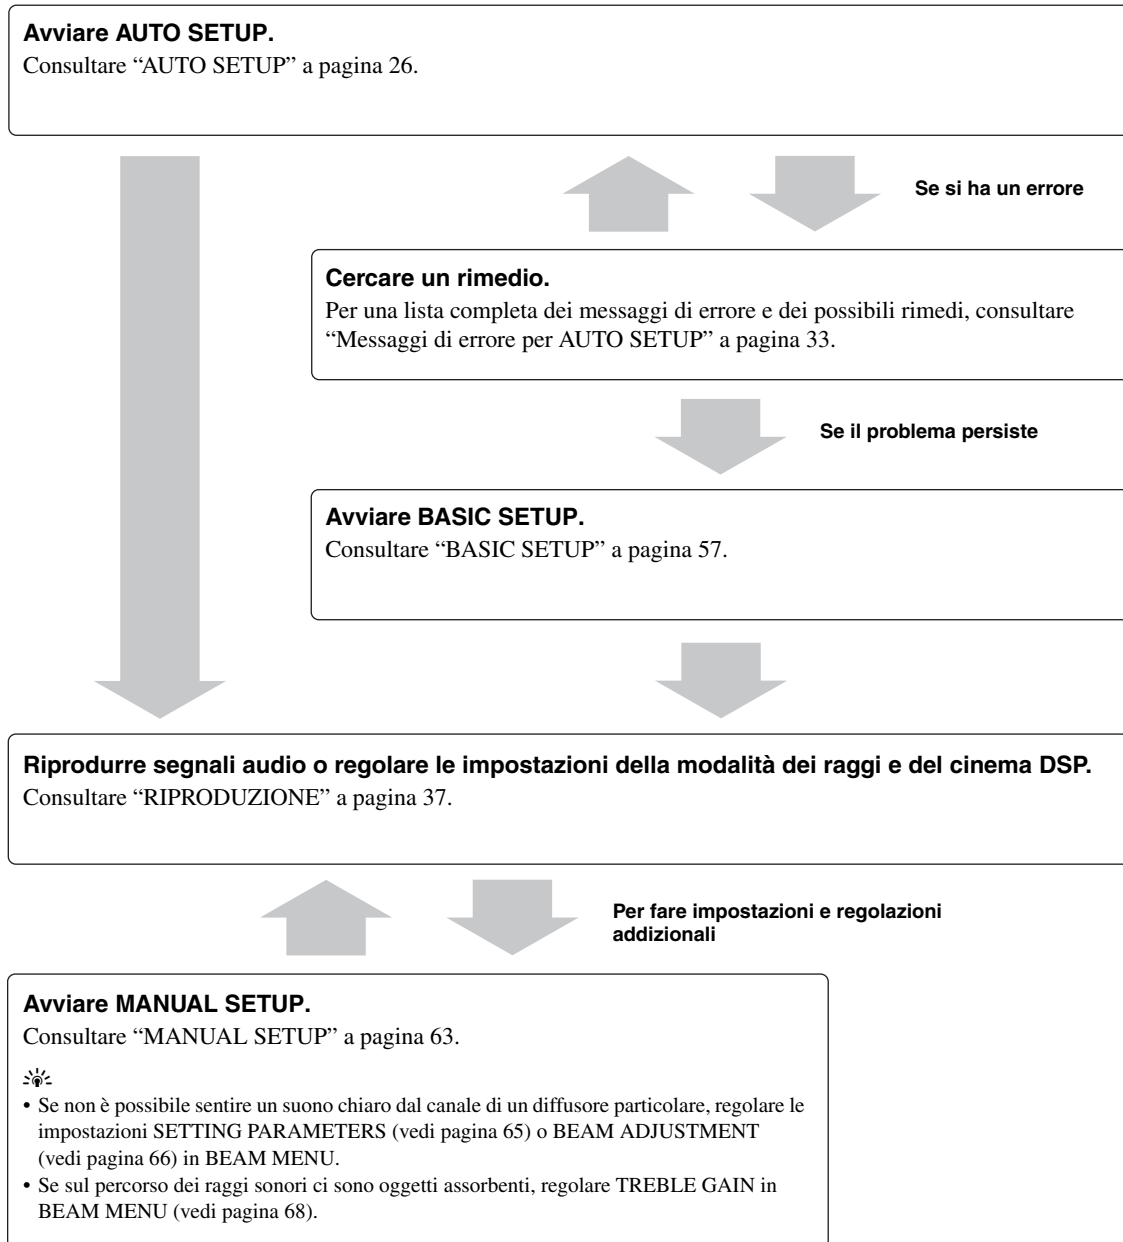 Avviare AUTO SETUP.
Consultare “AUTO SETUP” a pagina 26.
Se si ha un errore
Cercare un rimedio.
Per una lista completa dei messaggi di errore e dei possibili rimedi, consultare
“Messaggi di errore per AUTO SETUP” a pagina 33.
Se il problema persiste
Avviare BASIC SETUP.
Consultare “BASIC SETUP” a pagina 57.
Riprodurre segnali audio o regolare le impostazioni della modalità dei raggi e del cinema DSP.
Consultare “RIPRODUZIONE” a pagina 37.
Per fare impostazioni e regolazioni
addizionali
Avviare MANUAL SETUP.
Consultare “MANUAL SETUP” a pagina 63.
• Se non è possibile sentire un suono chiaro dal canale di un diffusore particolare, regolare le
impostazioni SETTING PARAMETERS (vedi pagina 65) o BEAM ADJUSTMENT
(vedi pagina 66) in BEAM MENU.
• Se sul percorso dei raggi sonori ci sono oggetti assorbenti, regolare TREBLE GAIN in
BEAM MENU (vedi pagina 68).